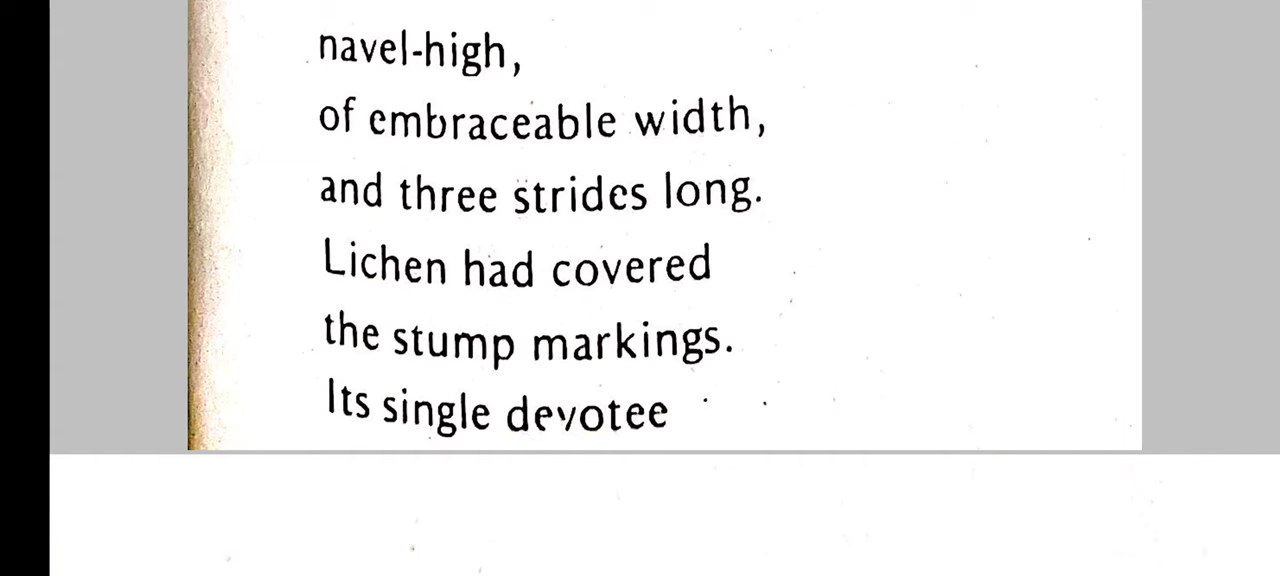 navel-high,
of embraceable width,
and three strides long.
Lichen had covered
the stump markings.
Its single devotee